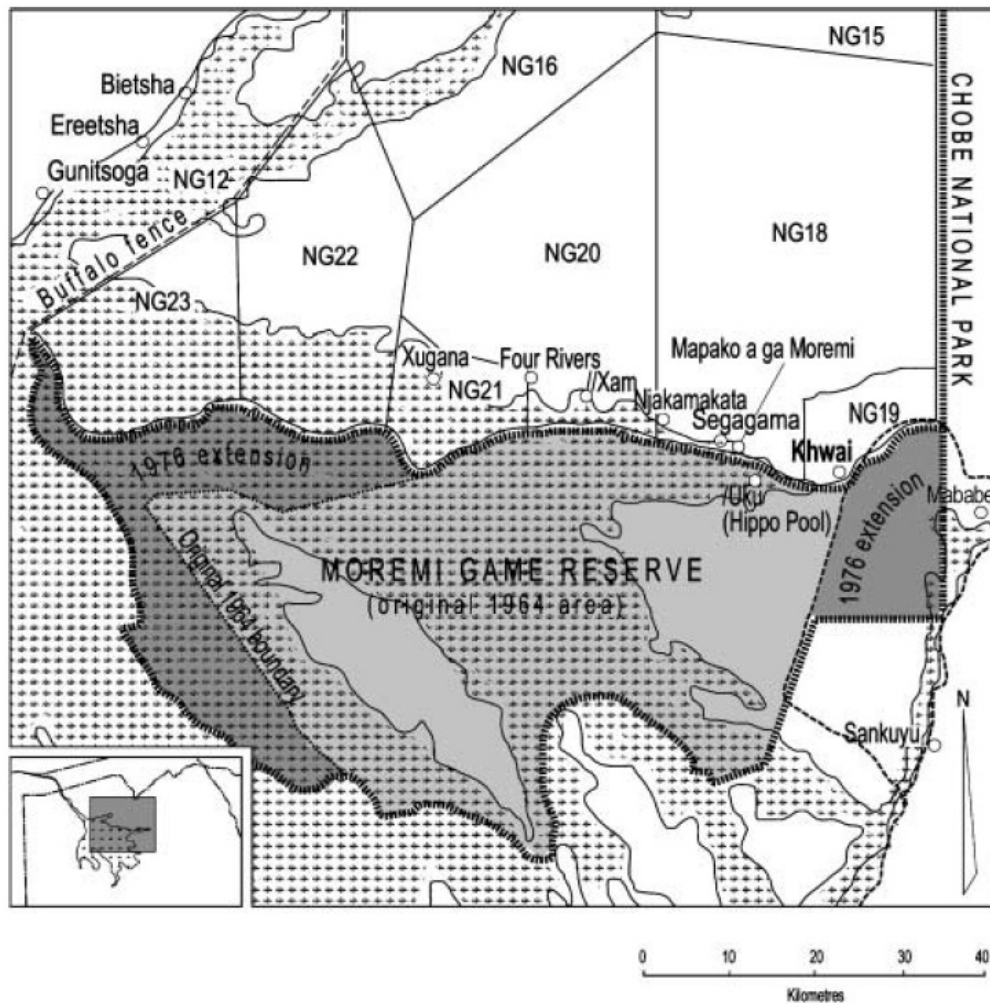 NG15
NG16
Bietsha
Ereetsha
Gunitsoga
NG12
CHOBE NATIONAL PARK
Buffalo fence
NG22
NG20
NG18
NG23
Xugana
Four Rivers
Mapako a ga Moremi
NG21
//Xam
Njakamakata
Segagama
NG19
Khwai
1976 extension
/Uku
(Hippo Pool)
Mababe
1976 extension
Original 1964 boundary
MOREMI GAME RESERVE
(original 1964 area)
N
Sankuyu
0 10 20 30 40
Kilometres